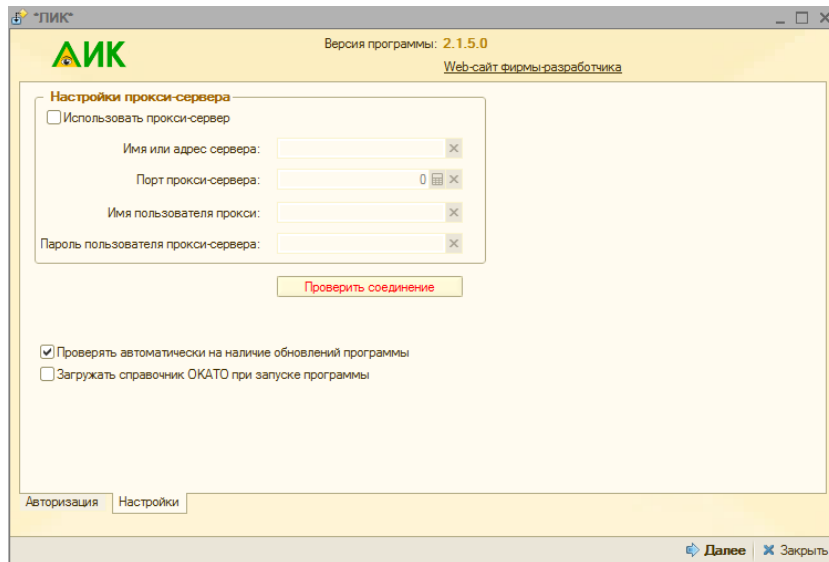 "ЛИК"
ЛИК
Версия программы: 2.1.5.0
Web-сайт фирмы-разработчика
Настройки прокси-сервера
Использовать прокси-сервер
Имя или адрес сервера:
Порт прокси-сервера: 0
Имя пользователя прокси:
Пароль пользователя прокси-сервера:
Проверить соединение
Проверять автоматически на наличие обновлений программы
Загружать справочник ОКАТО при запуске программы
Авторизация Настройки
Далее Закрыть